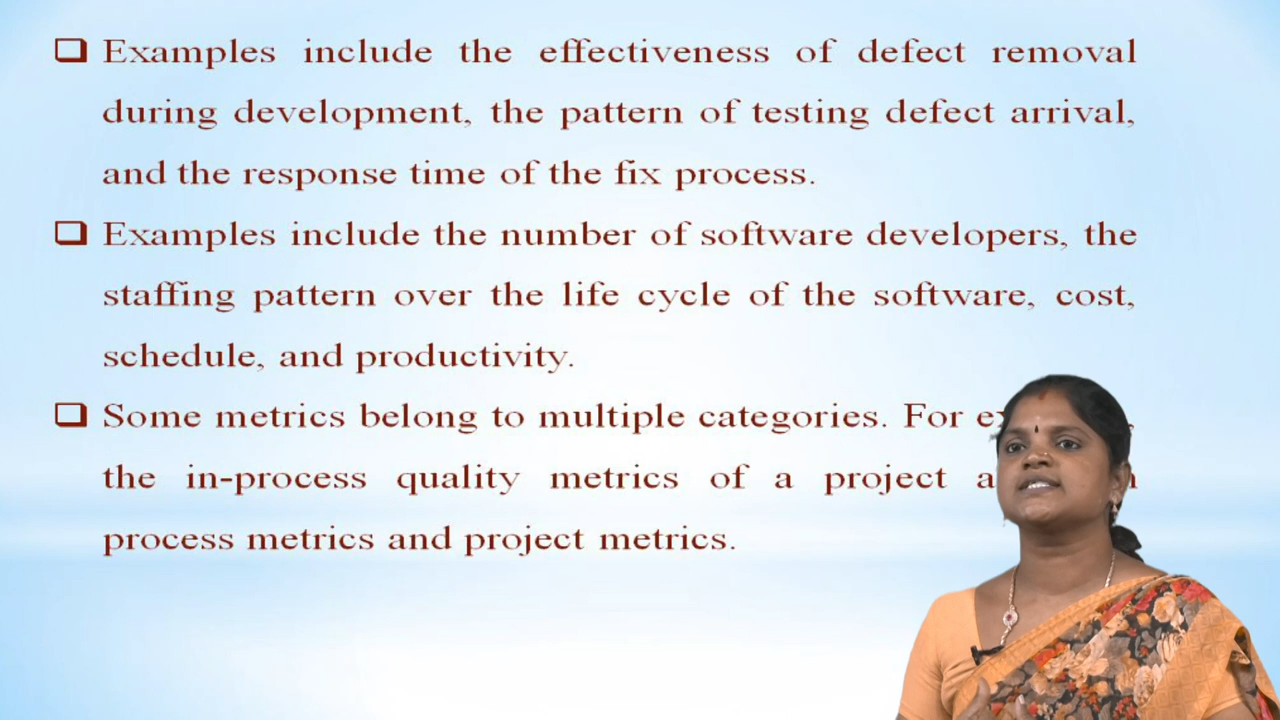 Examples include the effectiveness of defect removal
during development, the pattern of testing defect arrival,
and the response time of the fix process.
Examples include the number of software developers, the
staffing pattern over the life cycle of the software, cost,
schedule, and productivity.
Some metrics belong to multiple categories. For
the in-process quality metrics of a project
process metrics and project metrics.